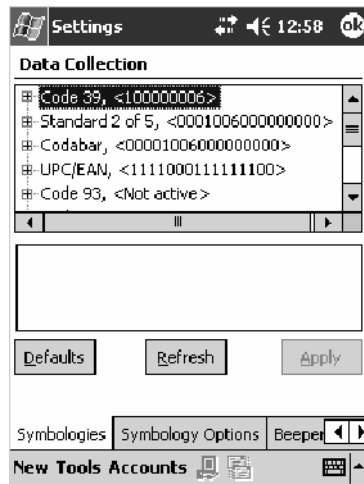 Settings 12:58 ok
Data Collection
Code 39, <100000006>
Standard 2 of 5, <0001006000000000>
Codabar, <00001006000000000>
UPC/EAN, <1111000111111100>
Code 93, <Not active>
Defaults Refresh Apply
Symbologies Symbology Options Beeper
New Tools Accounts